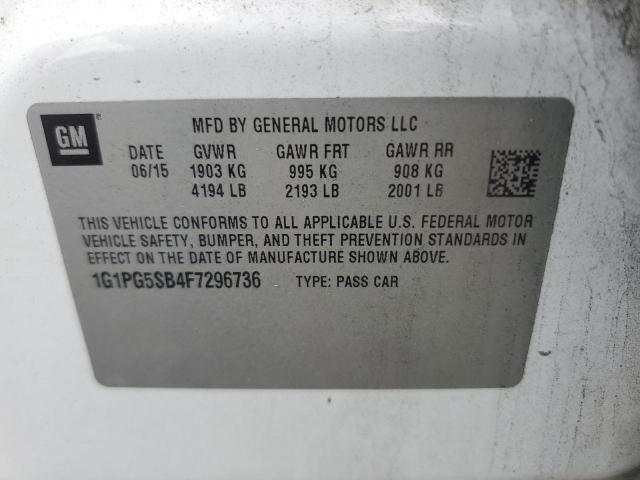 GM
MFD BY GENERAL MOTORS LLC
DATE GVWR GAWR FRT GAWR RR
06/15 1903 KG 995 KG 908 KG
4194 LB 2193 LB 2001 LB
THIS VEHICLE CONFORMS TO ALL APPLICABLE U.S. FEDERAL MOTOR
VEHICLE SAFETY, BUMPER, AND THEFT PREVENTION STANDARDS IN
EFFECT ON THE DATE OF MANUFACTURE SHOWN ABOVE.
1G1PG5SB4F7296736 TYPE: PASS CAR